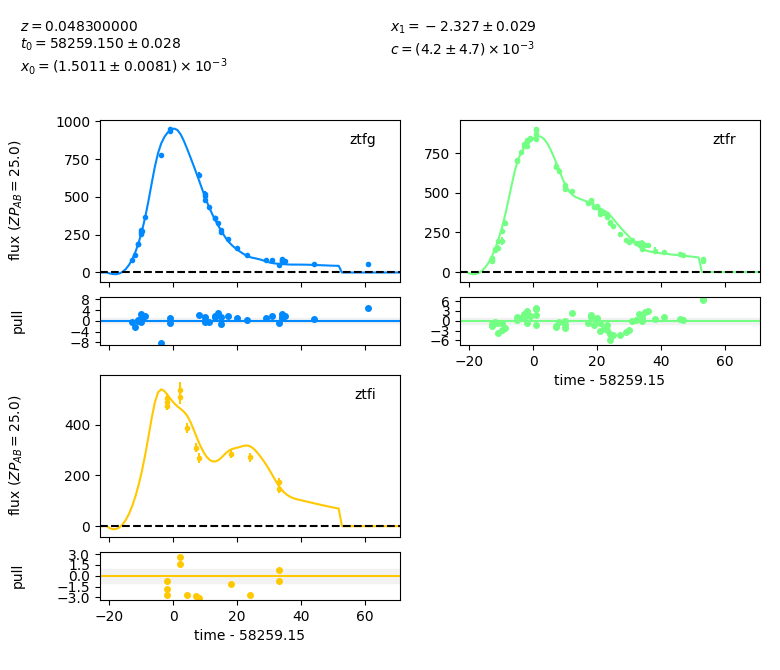 z = 0.048300000
t₀ = 58259.150 ± 0.028
x₀ = (1.5011 ± 0.0081) × 10⁻³
x₁ = −2.327 ± 0.029
c = (4.2 ± 4.7) × 10⁻³
ztfg
flux (ZP_AB = 25.0)
1000
750
500
250
0
pull
8
4
0
−4
−8
ztfr
750
500
250
0
6
3
0
−3
−6
−20
0
20
40
60
time - 58259.15
ztfi
flux (ZP_AB = 25.0)
400
200
0
pull
3.0
1.5
0.0
−1.5
−3.0
−20
0
20
40
60
time - 58259.15